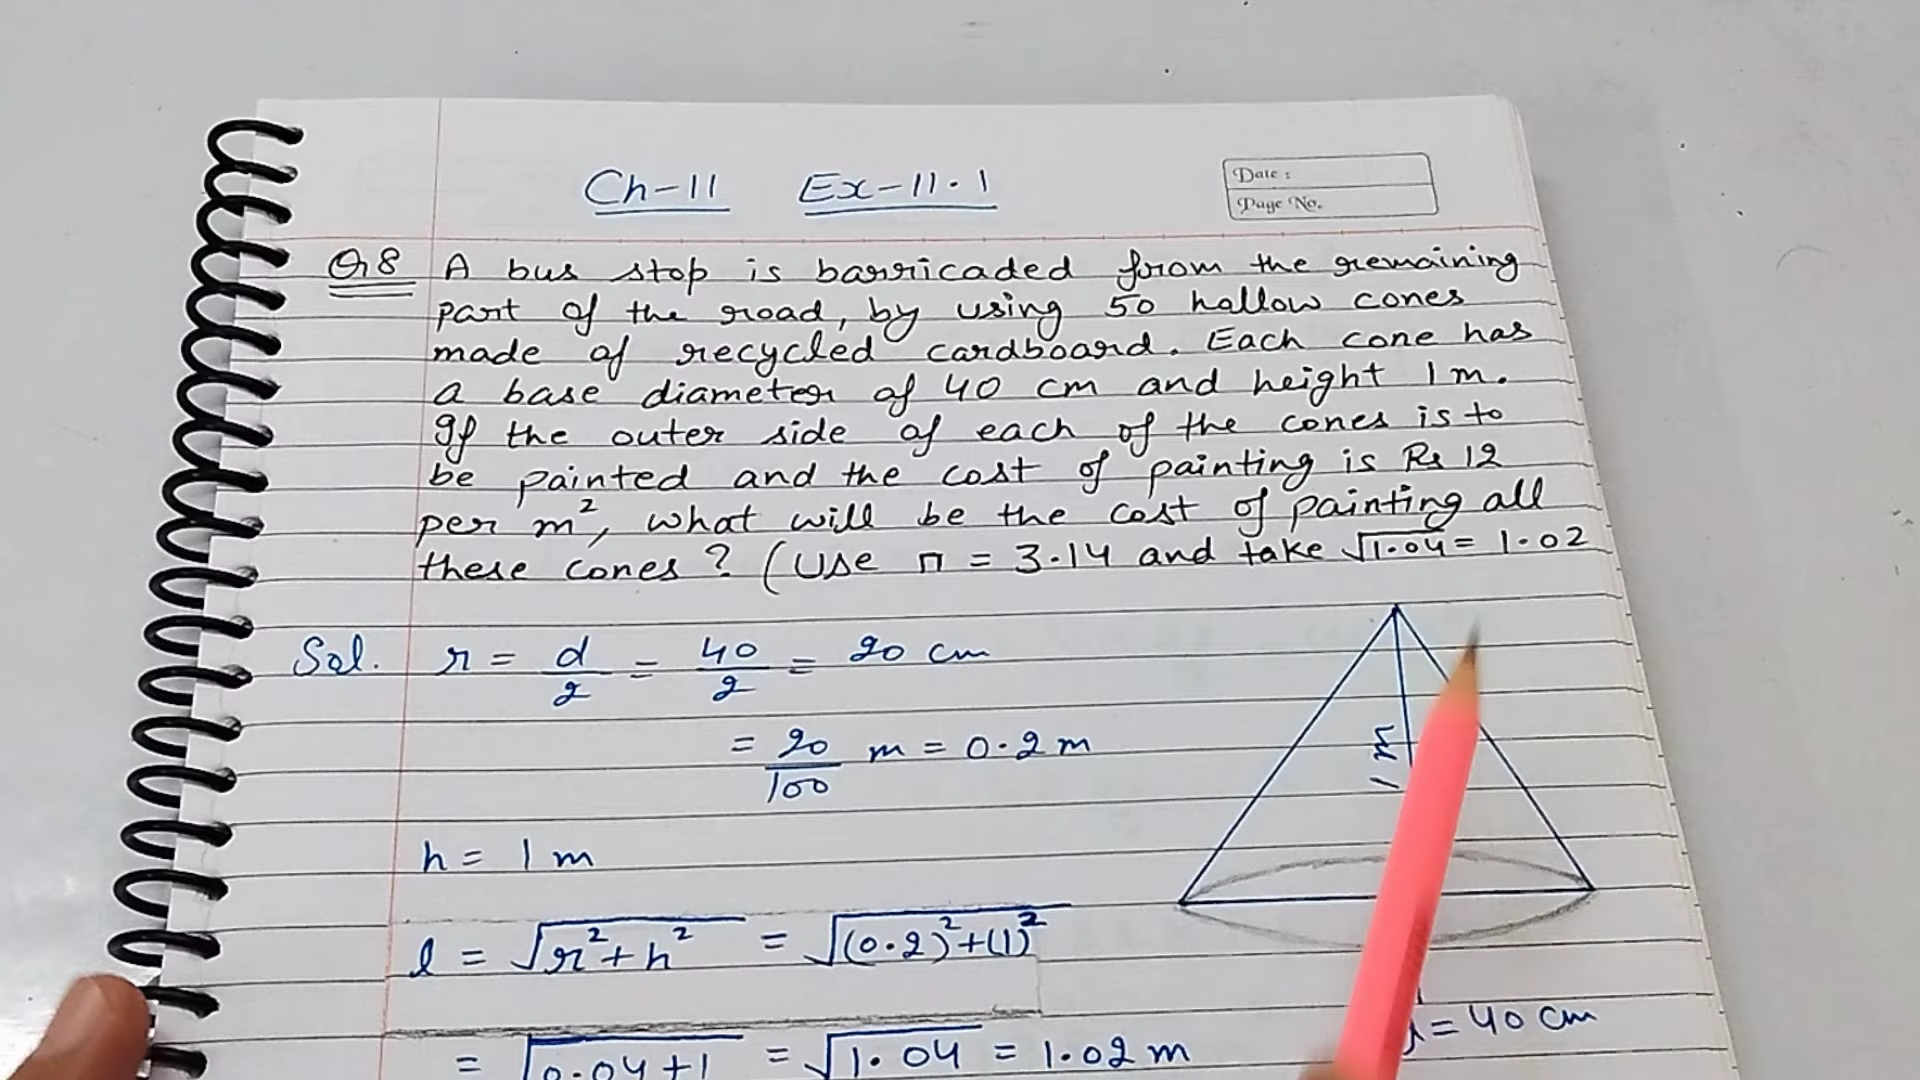 Ch-11 Ex-11.1
Date :
Page No.
Q8 A bus stop is barricaded from the remaining
part of the road, by using 50 hollow cones
made of recycled cardboard. Each cone has
a base diameter of 40 cm and height 1m.
If the outer side of each of the cones is to
be painted and the cost of painting is Rs 12
per m², what will be the cost of painting all
these cones? (Use π = 3.14 and take √1.04 = 1.02
Sol. r = d/2 = 40/2 = 20 cm
= 20/100 m = 0.2 m
1 m
h = 1 m
l = √r²+h² = √(0.2)²+(1)²
= √0.04+1 = √1.04 = 1.02 m
= 40 cm